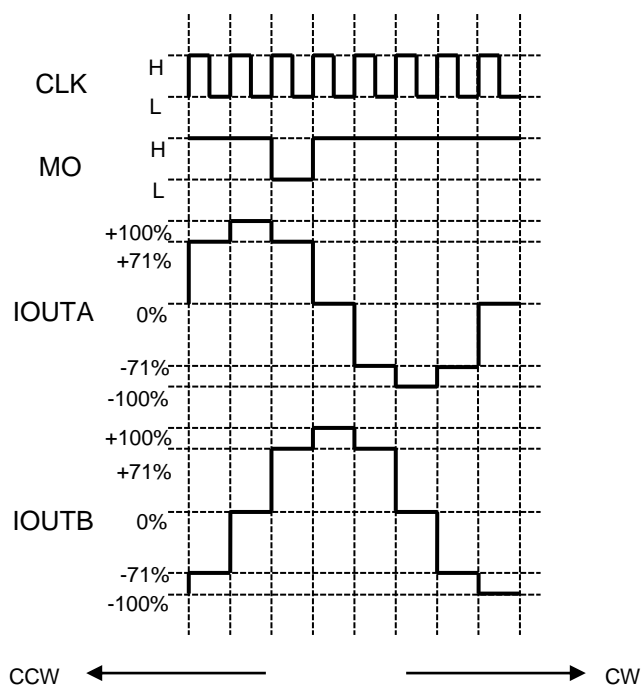 CLK
H
L
MO
H
L
IOUTA
+100%
+71%
0%
-71%
-100%
IOUTB
+100%
+71%
0%
-71%
-100%
CCW
CW